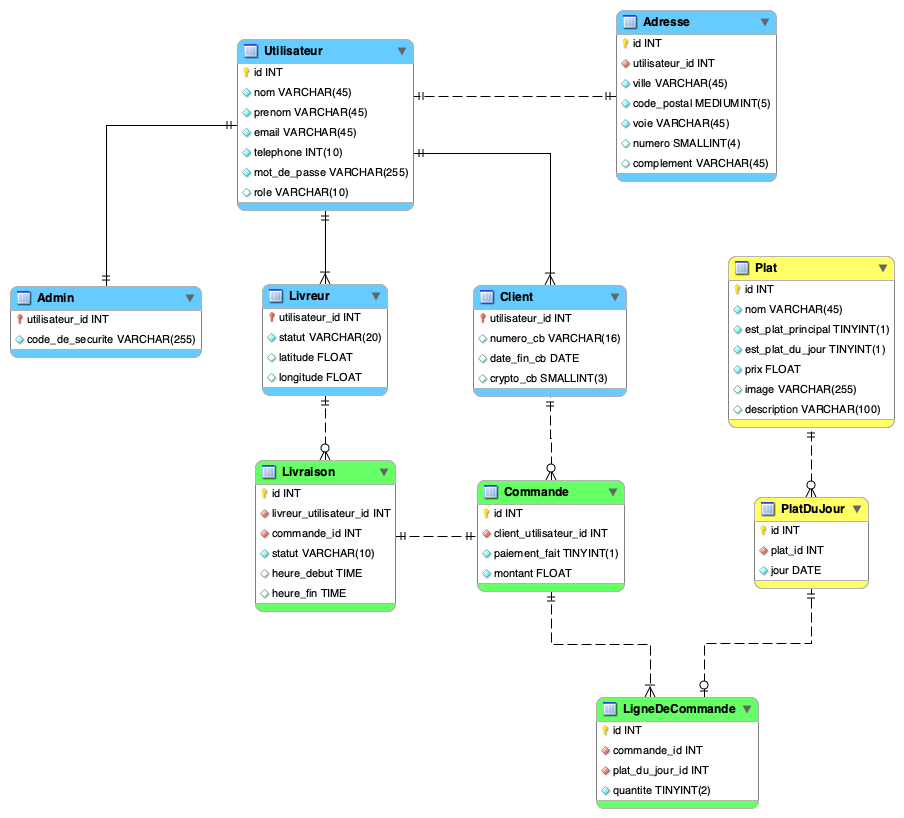 Utilisateur
id INT
nom VARCHAR(45)
prenom VARCHAR(45)
email VARCHAR(45)
telephone INT(10)
mot_de_passe VARCHAR(255)
role VARCHAR(10)
Adresse
id INT
utilisateur_id INT
ville VARCHAR(45)
code_postal MEDIUMINT(5)
voie VARCHAR(45)
numero SMALLINT(4)
complement VARCHAR(45)
Admin
utilisateur_id INT
code_de_securite VARCHAR(255)
Livreur
utilisateur_id INT
statut VARCHAR(20)
latitude FLOAT
longitude FLOAT
Client
utilisateur_id INT
numero_cb VARCHAR(16)
date_fin_cb DATE
crypto_cb SMALLINT(3)
Plat
id INT
nom VARCHAR(45)
est_plat_principal TINYINT(1)
est_plat_du_jour TINYINT(1)
prix FLOAT
image VARCHAR(255)
description VARCHAR(100)
Livraison
id INT
livreur_utilisateur_id INT
commande_id INT
statut VARCHAR(10)
heure_debut TIME
heure_fin TIME
Commande
id INT
client_utilisateur_id INT
paiement_fait TINYINT(1)
montant FLOAT
PlatDuJour
id INT
plat_id INT
jour DATE
LigneDeCommande
id INT
commande_id INT
plat_du_jour_id INT
quantite TINYINT(2)